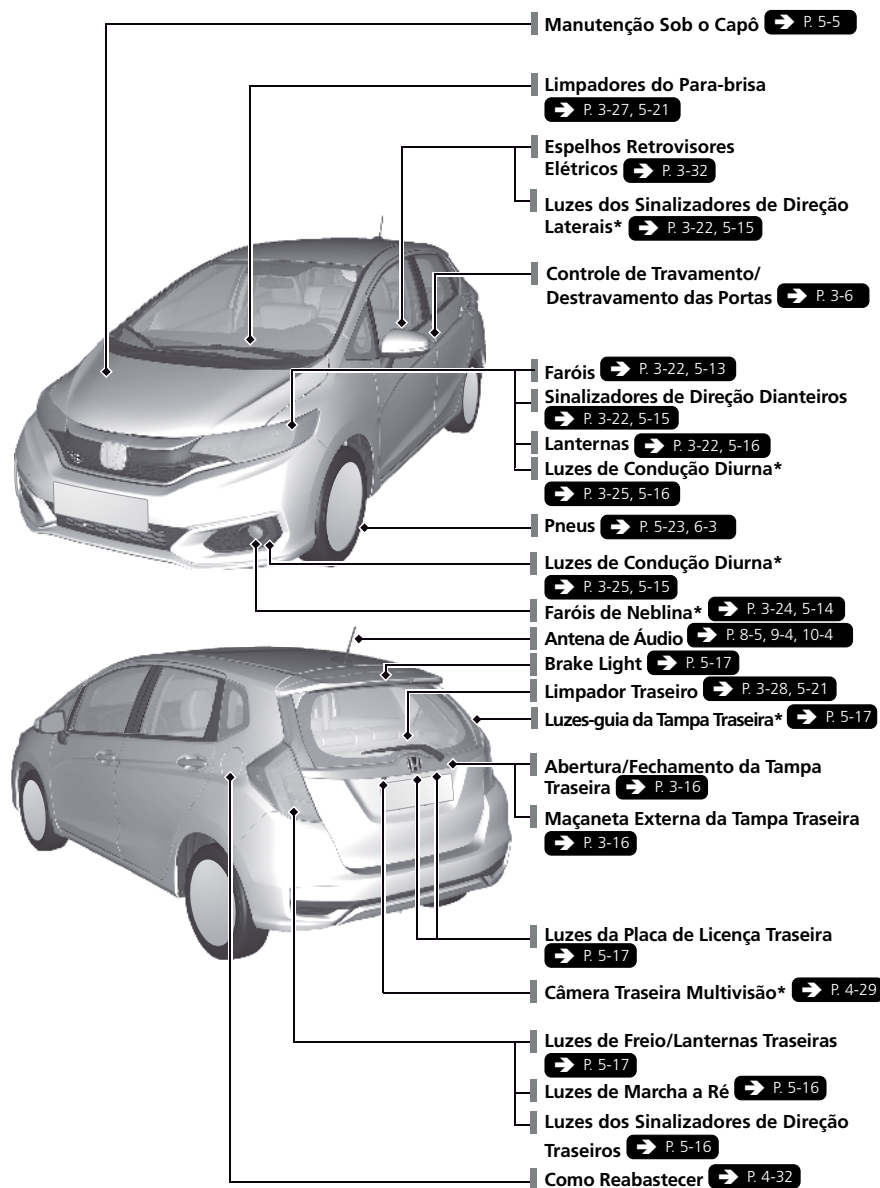 Manutenção Sob o Capô ➔ P. 5-5
Limpadores do Para-brisa
➔ P. 3-27, 5-21
Espelhos Retrovisores
Elétricos ➔ P. 3-32
Luzes dos Sinalizadores de Direção
Laterais* ➔ P. 3-22, 5-15
Controle de Travamento/
Destravamento das Portas ➔ P. 3-6
Faróis ➔ P. 3-22, 5-13
Sinalizadores de Direção Dianteiros
➔ P. 3-22, 5-15
Lanternas ➔ P. 3-22, 5-16
Luzes de Condução Diurna*
➔ P. 3-25, 5-16
Pneus ➔ P. 5-23, 6-3
Luzes de Condução Diurna*
➔ P. 3-25, 5-15
Faróis de Neblina* ➔ P. 3-24, 5-14
Antena de Áudio ➔ P. 8-5, 9-4, 10-4
Brake Light ➔ P. 5-17
Limpador Traseiro ➔ P. 3-28, 5-21
Luzes-guia da Tampa Traseira* ➔ P. 5-17
Abertura/Fechamento da Tampa
Traseira ➔ P. 3-16
Maçaneta Externa da Tampa Traseira
➔ P. 3-16
Luzes da Placa de Licença Traseira
➔ P. 5-17
Câmera Traseira Multivisão* ➔ P. 4-29
Luzes de Freio/Lanternas Traseiras
➔ P. 5-17
Luzes de Marcha a Ré ➔ P. 5-16
Luzes dos Sinalizadores de Direção
Traseiros ➔ P. 5-16
Como Reabastecer ➔ P. 4-32